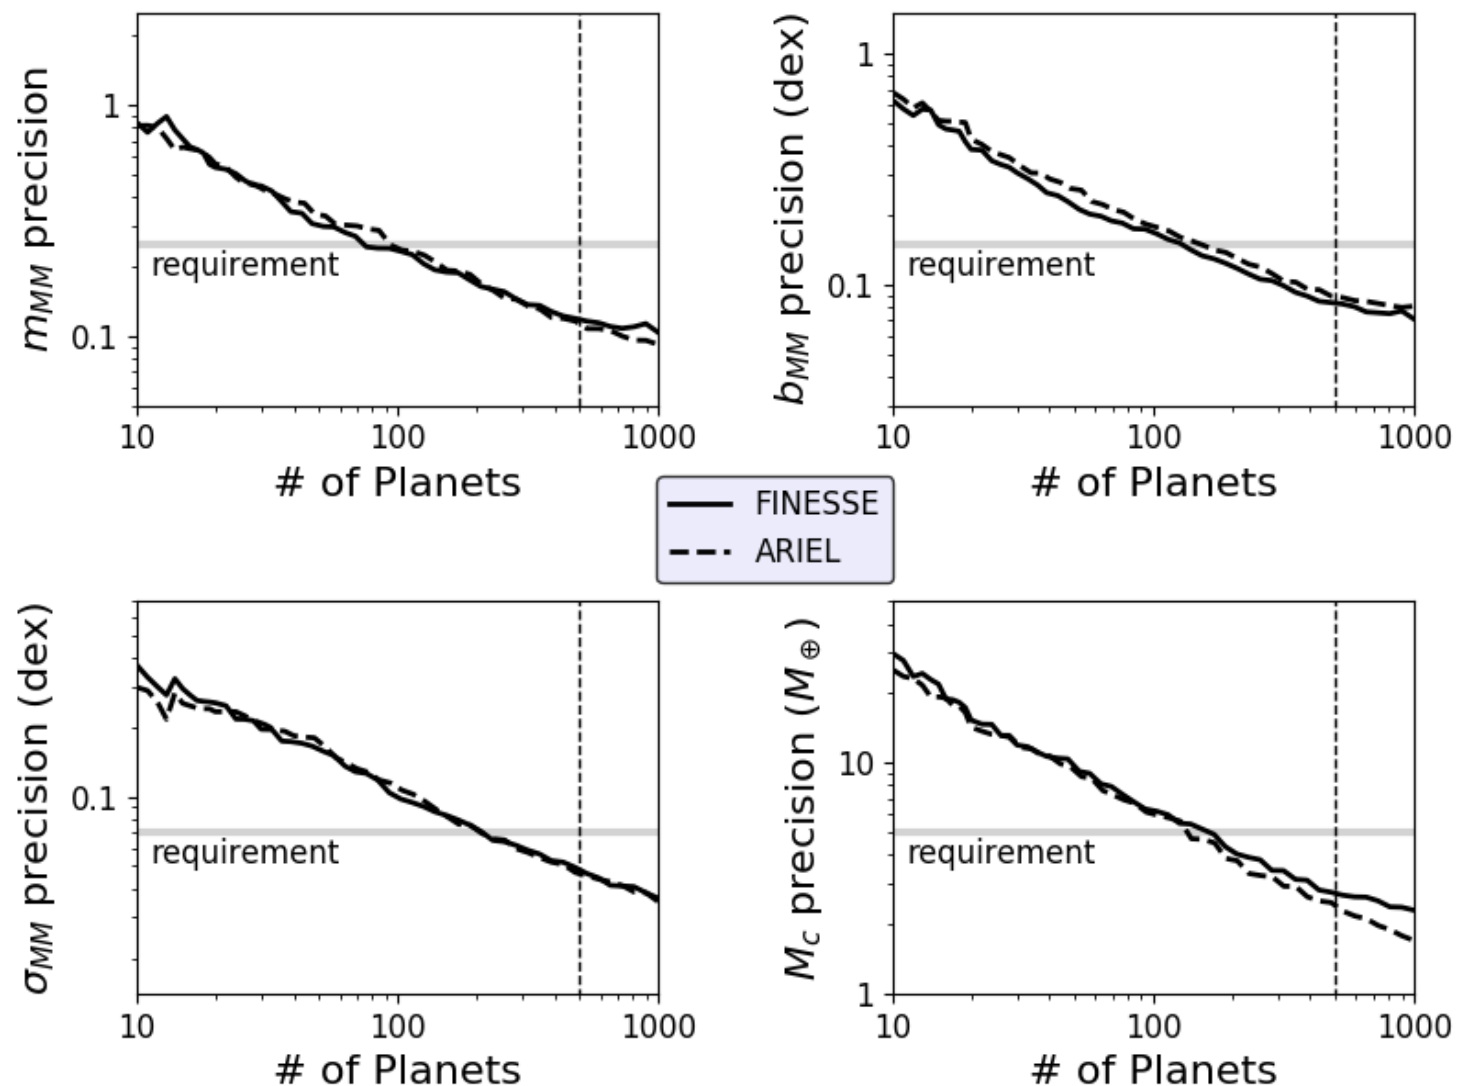 m_MM precision
1
0.1
requirement
10 100 1000
# of Planets
b_MM precision (dex)
1
0.1
requirement
10 100 1000
# of Planets
FINESSE
ARIEL
σ_MM precision (dex)
0.1
requirement
10 100 1000
# of Planets
M_c precision (M_⊕)
10
1
requirement
10 100 1000
# of Planets